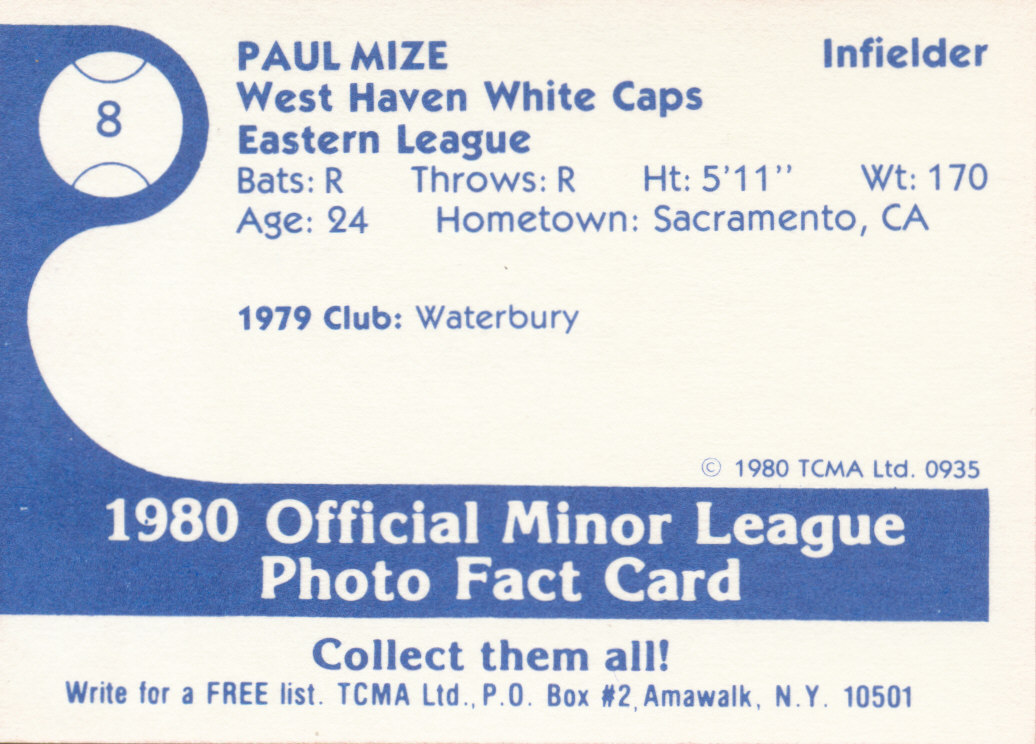 8
PAUL MIZE Infielder
West Haven White Caps
Eastern League
Bats: R Throws: R Ht: 5'11" Wt: 170
Age: 24 Hometown: Sacramento, CA
1979 Club: Waterbury
© 1980 TCMA Ltd. 0935
1980 Official Minor League
Photo Fact Card
Collect them all!
Write for a FREE list. TCMA Ltd., P.O. Box #2, Amawalk, N.Y. 10501